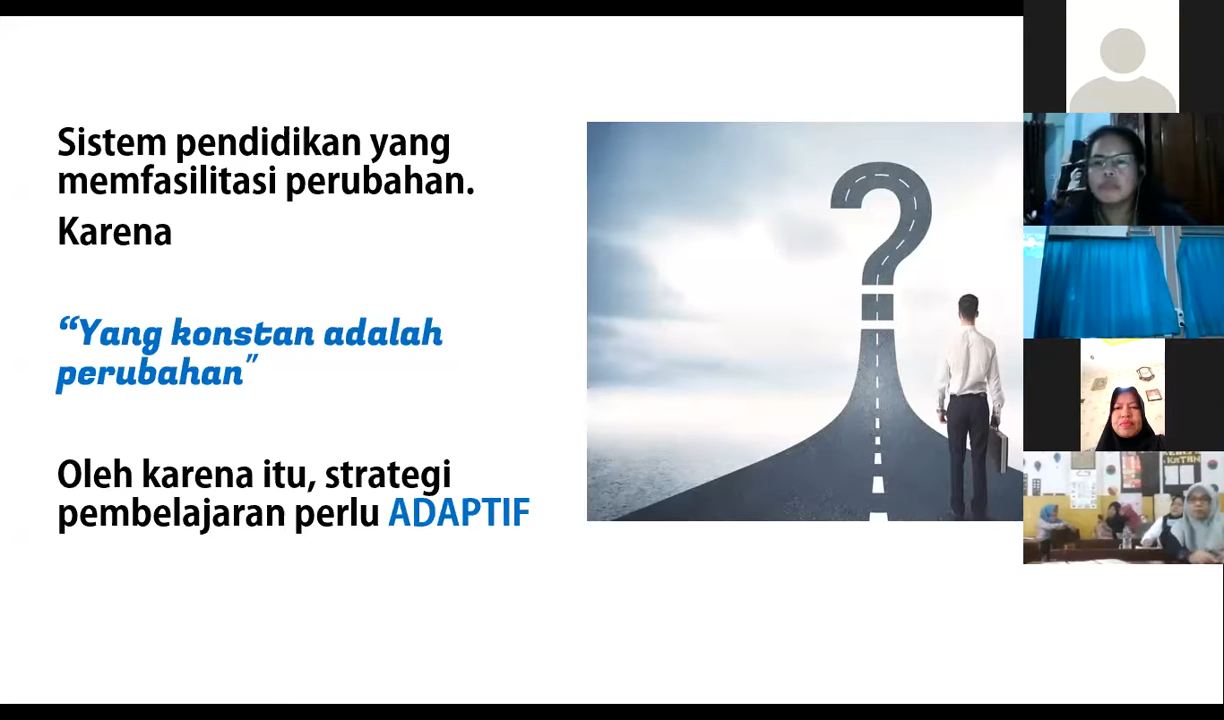 Sistem pendidikan yang
memfasilitasi perubahan.
Karena
“Yang konstan adalah
perubahan”
Oleh karena itu, strategi
pembelajaran perlu ADAPTIF